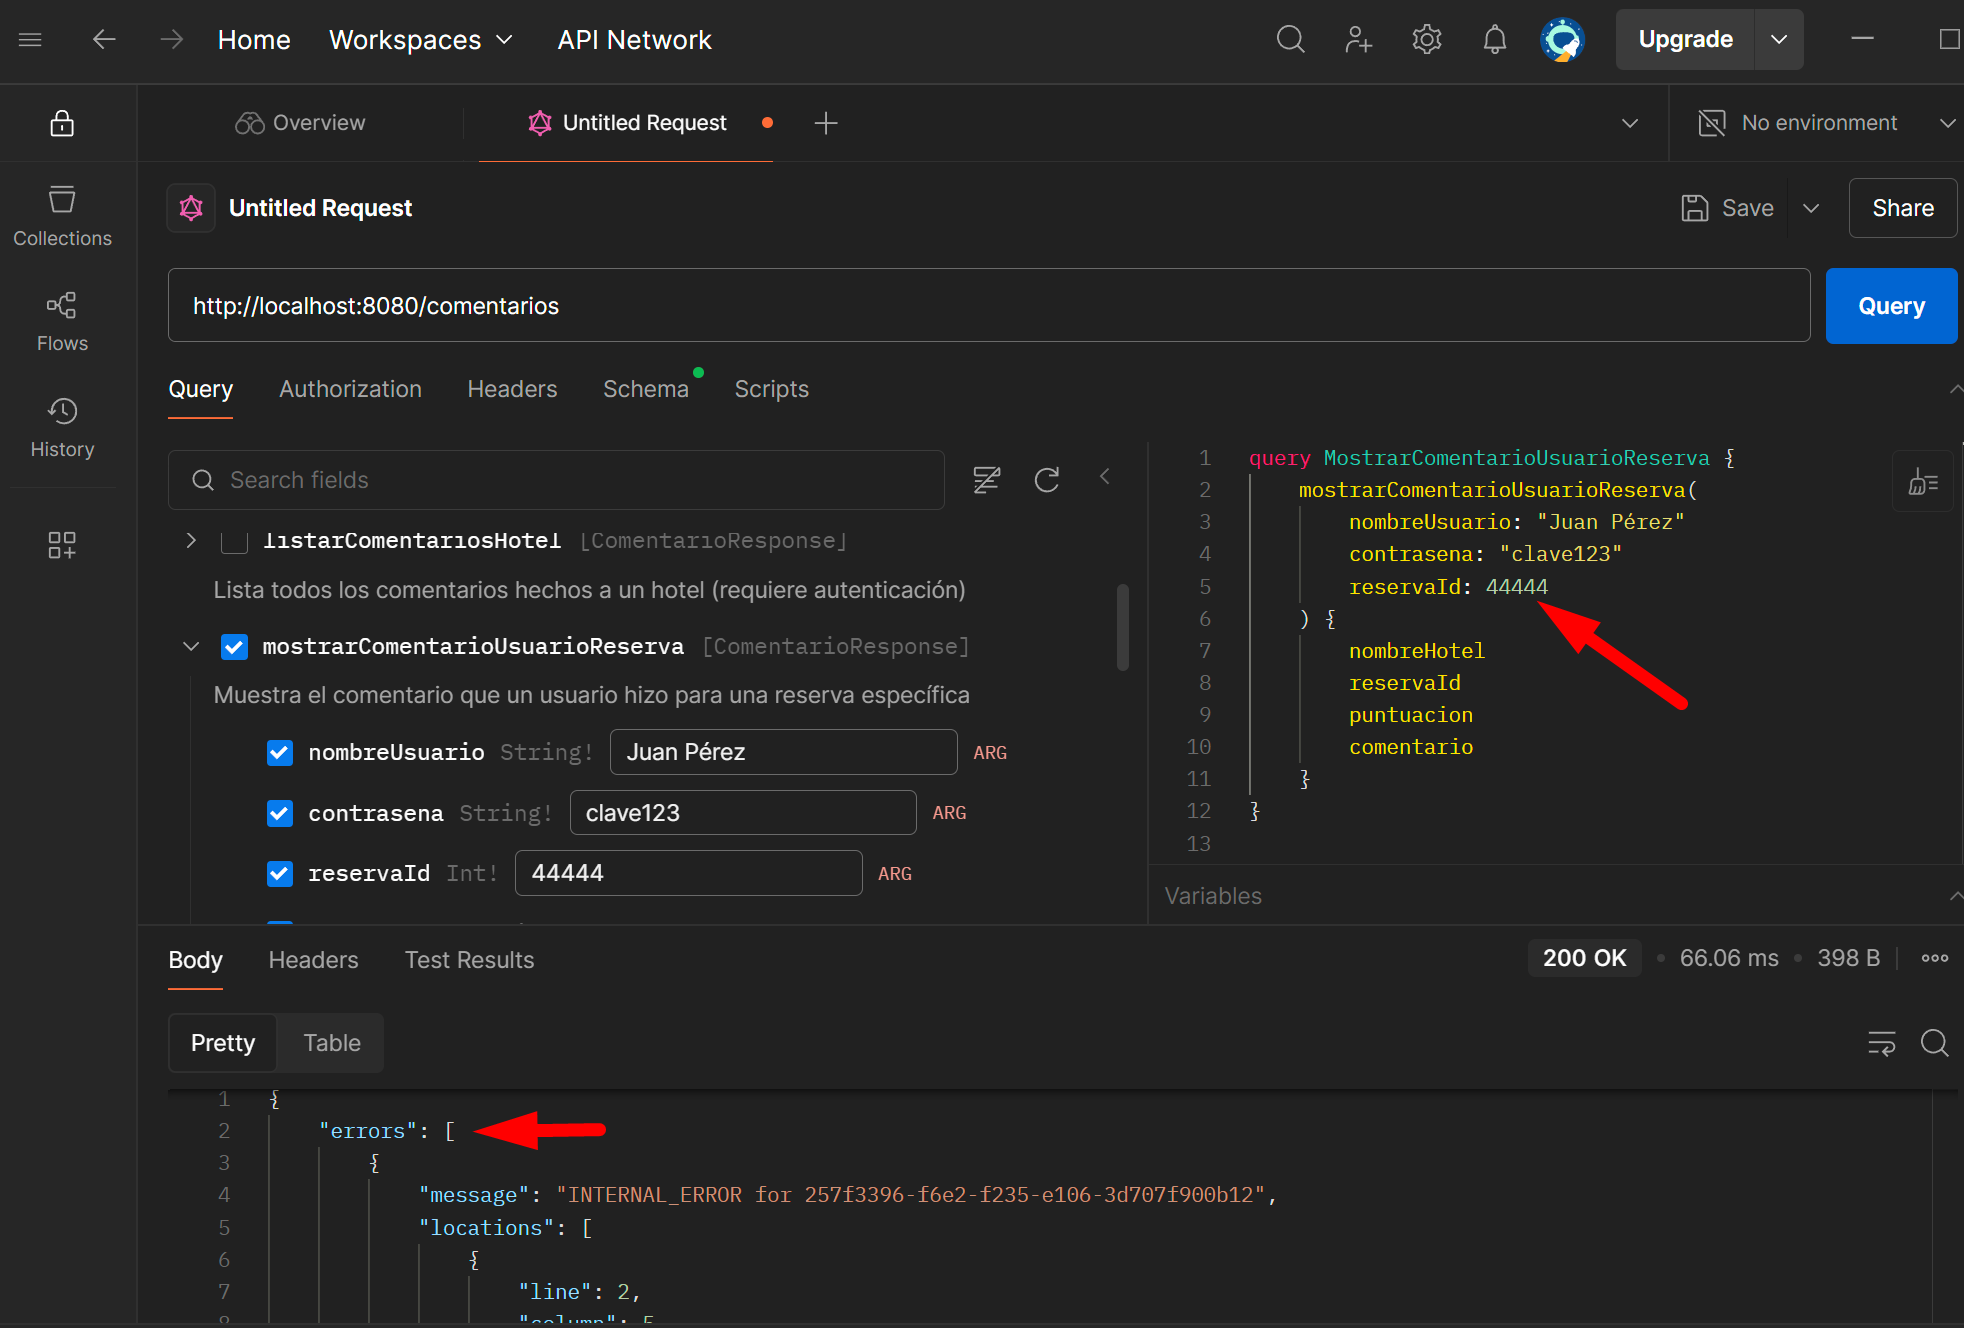 Home
Workspaces
API Network
Upgrade
Overview
Untitled Request
No environment
Collections
Flows
History
Untitled Request
Save
Share
http://localhost:8080/comentarios
Query
Query
Authorization
Headers
Schema
Scripts
Search fields
listarComentariosHotel [ComentarioResponse]
Lista todos los comentarios hechos a un hotel (requiere autenticación)
mostrarComentarioUsuarioReserva [ComentarioResponse]
Muestra el comentario que un usuario hizo para una reserva específica
nombreUsuario String! Juan Pérez ARG
contrasena String! clave123 ARG
reservaId Int! 44444 ARG
1 query MostrarComentarioUsuarioReserva {
2 mostrarComentarioUsuarioReserva(
3 nombreUsuario: "Juan Pérez"
4 contrasena: "clave123"
5 reservaId: 44444
6 ) {
7 nombreHotel
8 reservaId
9 puntuacion
10 comentario
11 }
12 }
13
Variables
Body
Headers
Test Results
200 OK • 66.06 ms • 398 B
Pretty
Table
1 {
2 "errors": [
3 {
4 "message": "INTERNAL_ERROR for 257f3396-f6e2-f235-e106-3d707f900b12",
5 "locations": [
6 {
7 "line": 2,
8 "column": 5